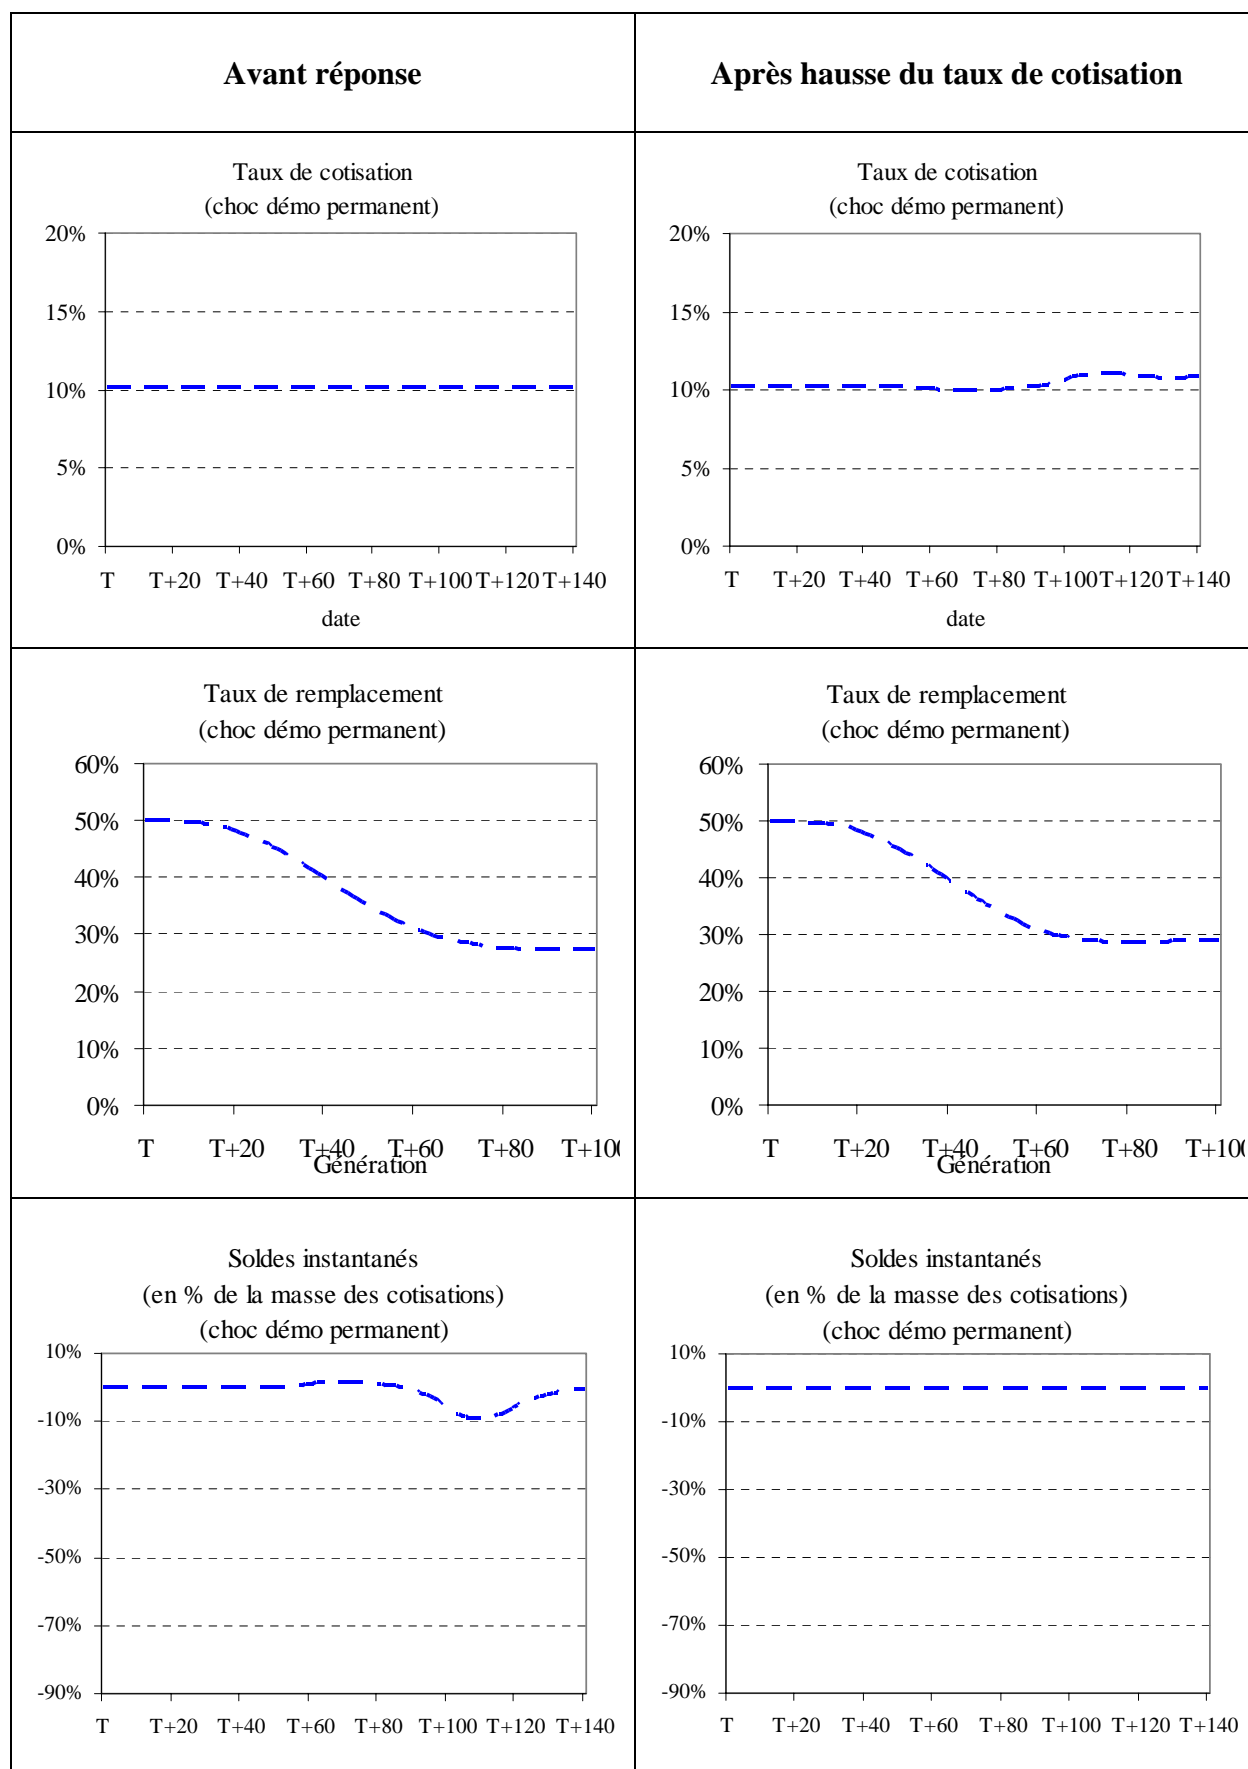 Avant réponse
Après hausse du taux de cotisation
Taux de cotisation
(choc démo permanent)
20%
15%
10%
5%
0%
T T+20 T+40 T+60 T+80 T+100 T+120 T+140
date
Taux de cotisation
(choc démo permanent)
20%
15%
10%
5%
0%
T T+20 T+40 T+60 T+80 T+100 T+120 T+140
date
Taux de remplacement
(choc démo permanent)
60%
50%
40%
30%
20%
10%
0%
T T+20 T+40 T+60 T+80 T+100
Génération
Taux de remplacement
(choc démo permanent)
60%
50%
40%
30%
20%
10%
0%
T T+20 T+40 T+60 T+80 T+100
Génération
Soldes instantanés
(en % de la masse des cotisations)
(choc démo permanent)
10%
-10%
-30%
-50%
-70%
-90%
T T+20 T+40 T+60 T+80 T+100 T+120 T+140
Soldes instantanés
(en % de la masse des cotisations)
(choc démo permanent)
10%
-10%
-30%
-50%
-70%
-90%
T T+20 T+40 T+60 T+80 T+100 T+120 T+140